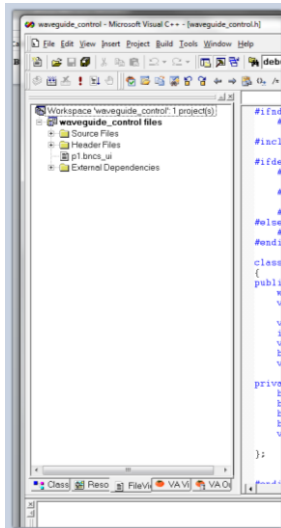 waveguide_control - Microsoft Visual C++ - [waveguide_control.h]
File Edit View Insert Project Build Tools Window Help
debu
Workspace 'waveguide_control': 1 project(s)
waveguide_control files
Source Files
Header Files
p1.bncs_ui
External Dependencies
Class Reso FileVi VA Vi VA O
#ifnd
#
#incl
#ifde
#
#
#
#else
#
#endi
class
{
publi
v
v
i
v
b
v
priva
b
b
b
b
v
};